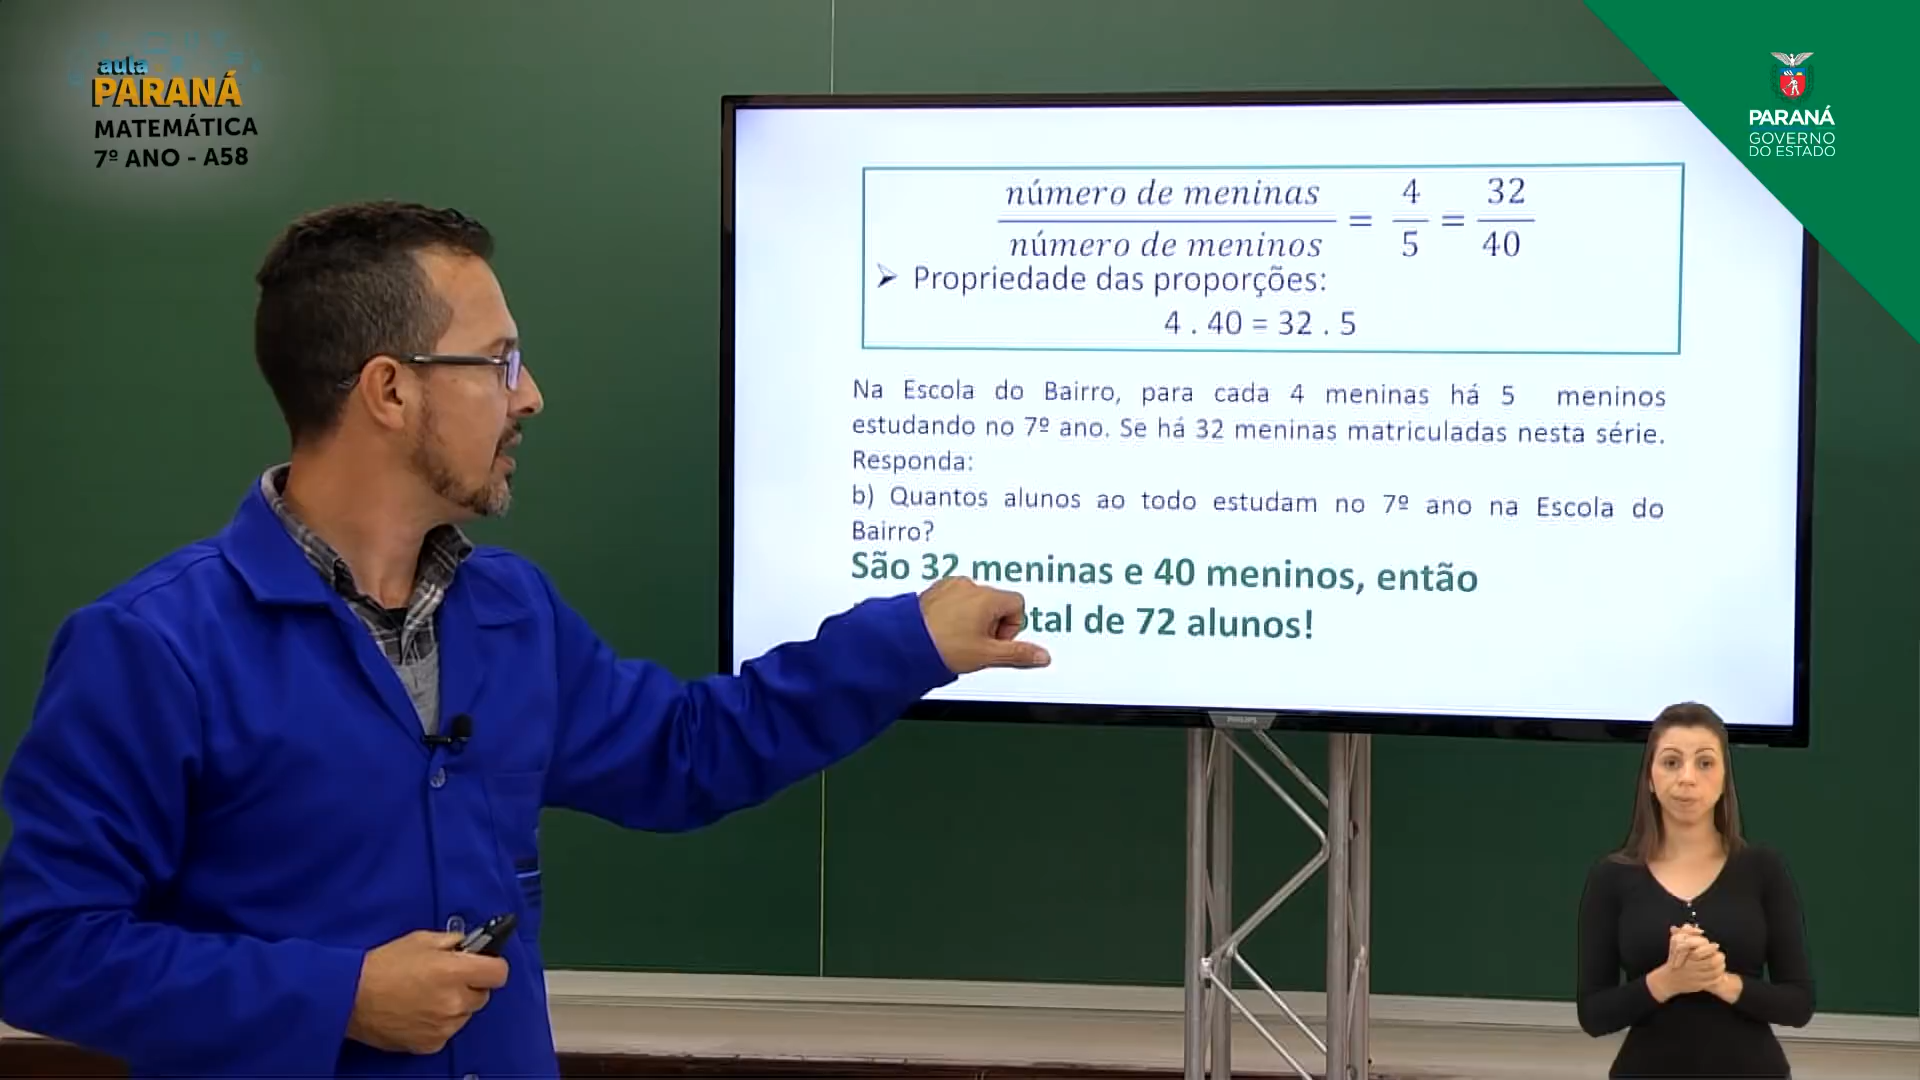 aula
PARANÁ
MATEMÁTICA
7º ANO - A58
PARANÁ
GOVERNO
DO ESTADO
número de meninas / número de meninos = 4/5 = 32/40
➢ Propriedade das proporções:
4 . 40 = 32 . 5
Na Escola do Bairro, para cada 4 meninas há 5 meninos
estudando no 7º ano. Se há 32 meninas matriculadas nesta série.
Responda:
b) Quantos alunos ao todo estudam no 7º ano na Escola do
Bairro?
São 32 meninas e 40 meninos, então
de 72 alunos!
PHILIPS